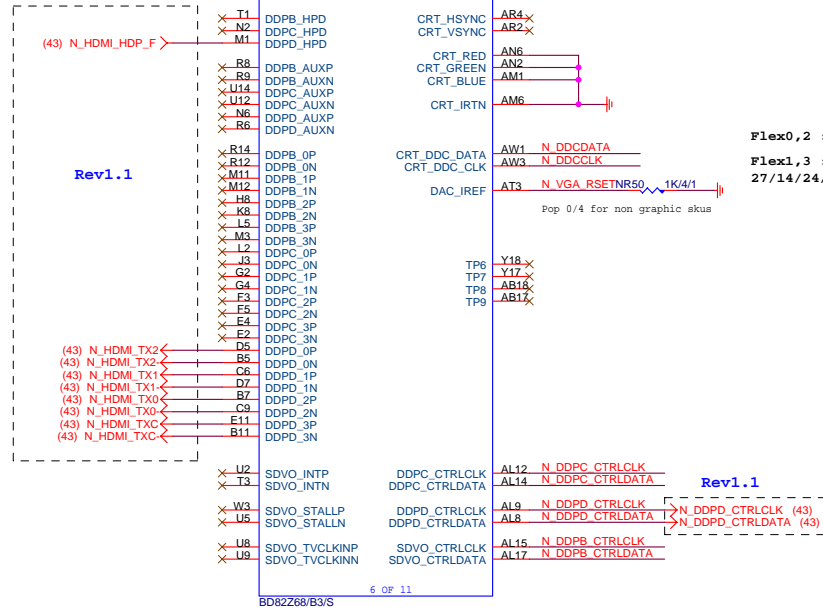 T1 DDPB_HPD CRT_HSYNC AR4
N2 DDPC_HPD CRT_VSYNC AR2
(43) N_HDMI_HDP_F M1 DDPD_HPD
CRT_RED AN6
R8 DDPB_AUXP CRT_GREEN AN2
R9 DDPB_AUXN CRT_BLUE AM1
U14 DDPC_AUXP
U12 DDPC_AUXN CRT_IRTN AM6
N6 DDPD_AUXP
R6 DDPD_AUXN
Flex0,2 :
R14 DDPB_0P CRT_DDC_DATA AW1 N_DDCDATA
R12 DDPB_0N CRT_DDC_CLK AW3 N_DDCCLK
Flex1,3 :
Rev1.1
M11 DDPB_1P
27/14/24/
M12 DDPB_1N DAC_IREF AT3 N_VGA_RSET NR50 1K/4/1
H8 DDPB_2P
Pop 0/4 for non graphic skus
K8 DDPB_2N
L5 DDPB_3P
M3 DDPB_3N
L2 DDPC_0P
J3 DDPC_0N TP6 Y18
G2 DDPC_1P TP7 Y17
G4 DDPC_1N TP8 AB18
F3 DDPC_2P TP9 AB17
F5 DDPC_2N
E4 DDPC_3P
E2 DDPC_3N
(43) N_HDMI_TX2 D5 DDPD_0P
(43) N_HDMI_TX2- B5 DDPD_0N
(43) N_HDMI_TX1 C6 DDPD_1P
(43) N_HDMI_TX1- D7 DDPD_1N
(43) N_HDMI_TX0 B7 DDPD_2P
(43) N_HDMI_TX0- C9 DDPD_2N
(43) N_HDMI_TXC E11 DDPD_3P
(43) N_HDMI_TXC- B11 DDPD_3N
U2 SDVO_INTP DDPC_CTRLCLK AL12 N_DDPC_CTRLCLK
T3 SDVO_INTN DDPC_CTRLDATA AL14 N_DDPC_CTRLDATA
Rev1.1
W3 SDVO_STALLP DDPD_CTRLCLK AL9 N_DDPD_CTRLCLK N_DDPD_CTRLCLK (43)
U5 SDVO_STALLN DDPD_CTRLDATA AL8 N_DDPD_CTRLDATA N_DDPD_CTRLDATA (43)
U8 SDVO_TVCLKINP SDVO_CTRLCLK AL15 N_DDPB_CTRLCLK
U9 SDVO_TVCLKINN SDVO_CTRLDATA AL17 N_DDPB_CTRLDATA
6 OF 11
BD82Z68/B3/S